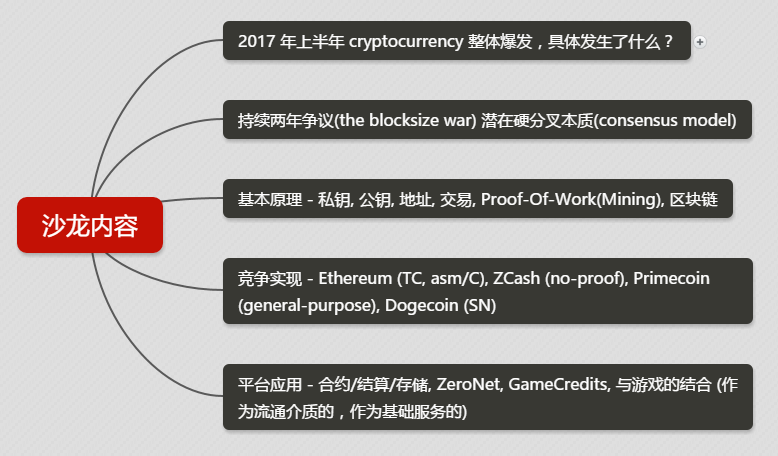 2017 年上半年 cryptocurrency 整体爆发，具体发生了什么？
持续两年争议(the blocksize war) 潜在硬分叉本质(consensus model)
沙龙内容
基本原理 - 私钥, 公钥, 地址, 交易, Proof-Of-Work(Mining), 区块链
竞争实现 - Ethereum (TC, asm/C), ZCash (no-proof), Primecoin
(general-purpose), Dogecoin (SN)
平台应用 - 合约/结算/存储, ZeroNet, GameCredits, 与游戏的结合 (作
为流通介质的，作为基础服务的)